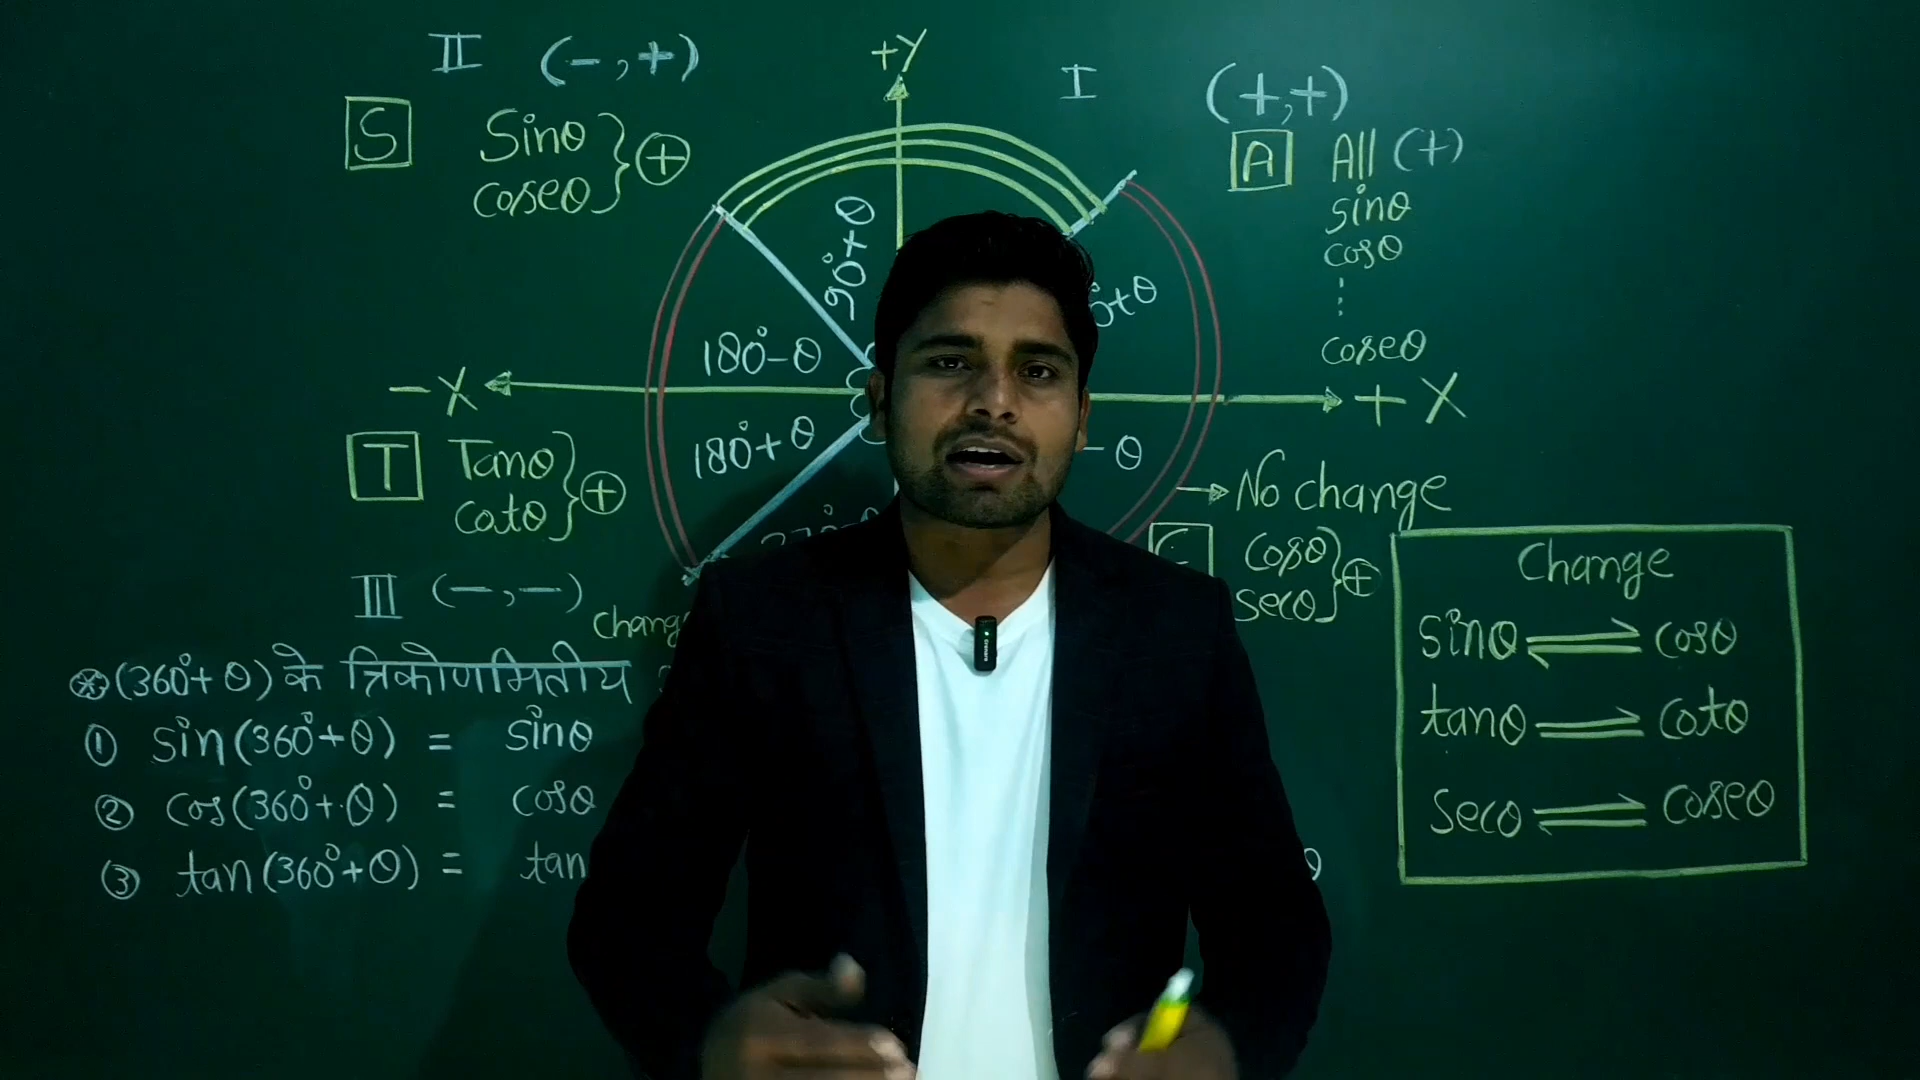 II (-,+)
+Y
I (+,+)
S Sinθ
cosecθ } +
A All (+)
sinθ
cosθ
cosecθ
90°+θ
180°-θ
-X
+X
180°+θ
-θ
T Tanθ
cotθ } +
→ No change
cosθ
secθ } +
III (-,-)
Change
(360°+θ) के त्रिकोणमितीय
① sin(360°+θ) = sinθ
② cos(360°+θ) = cosθ
③ tan(360°+θ) = tan
Change
sinθ ⇌ cosθ
tanθ ⇌ cotθ
secθ ⇌ cosecθ